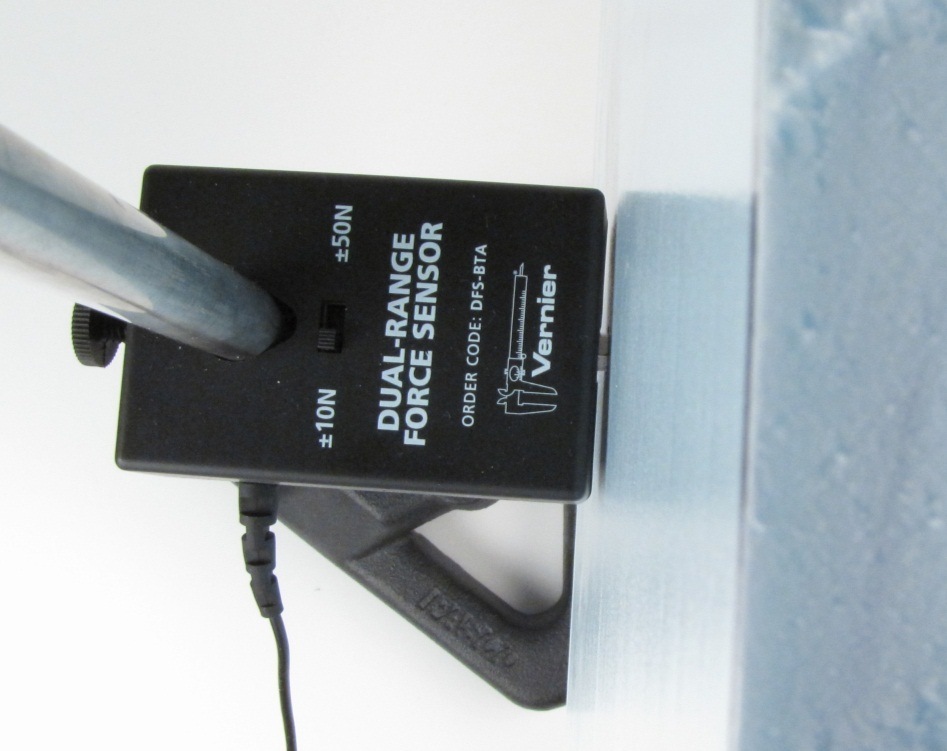 ±10N
±50N
DUAL-RANGE
FORCE SENSOR
ORDER CODE: DFS-BTA
Vernier